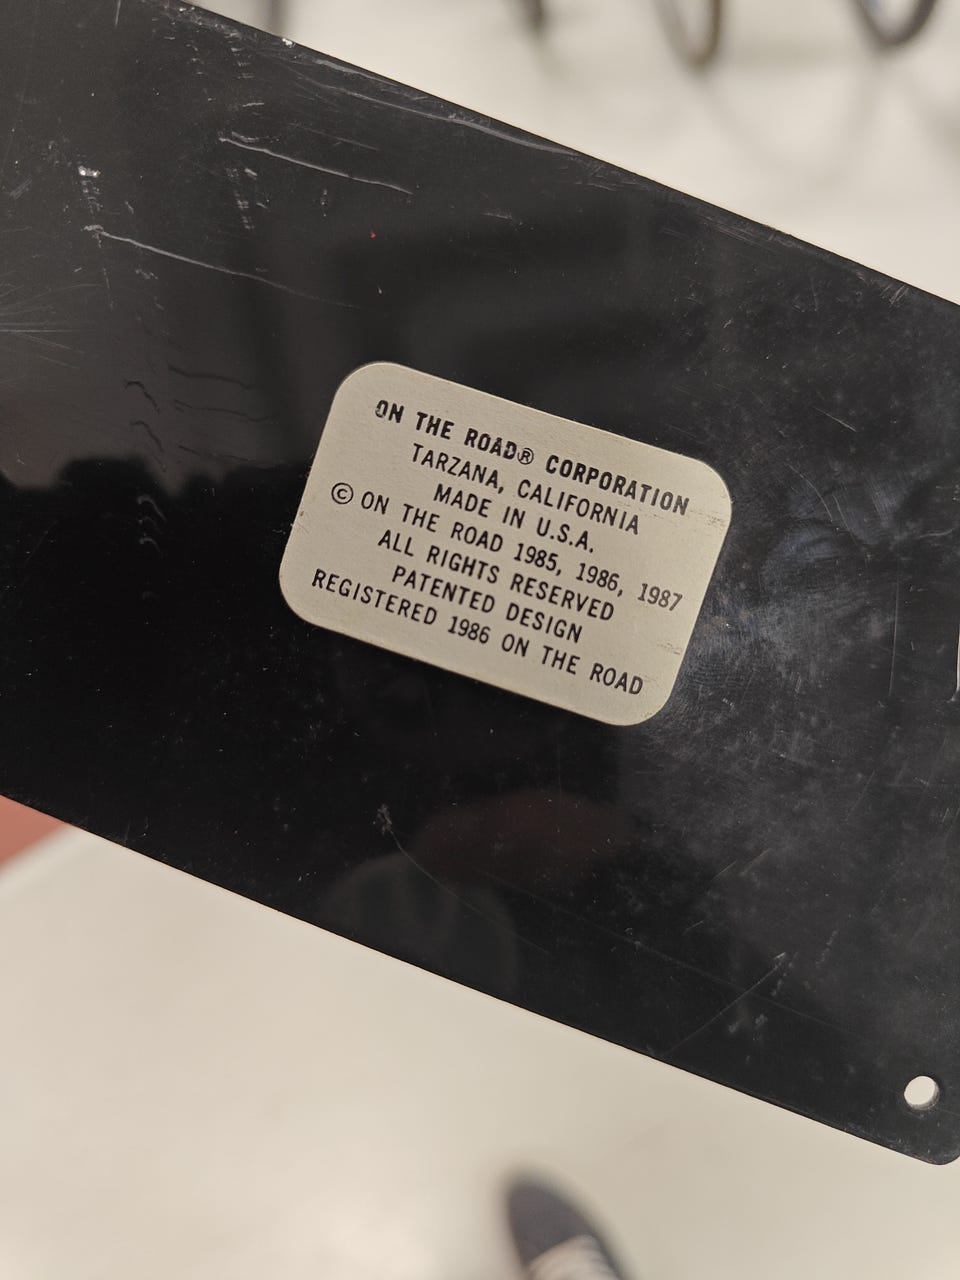 ON THE ROAD® CORPORATION
TARZANA, CALIFORNIA
MADE IN U.S.A.
© ON THE ROAD 1985, 1986, 1987
ALL RIGHTS RESERVED
PATENTED DESIGN
REGISTERED 1986 ON THE ROAD